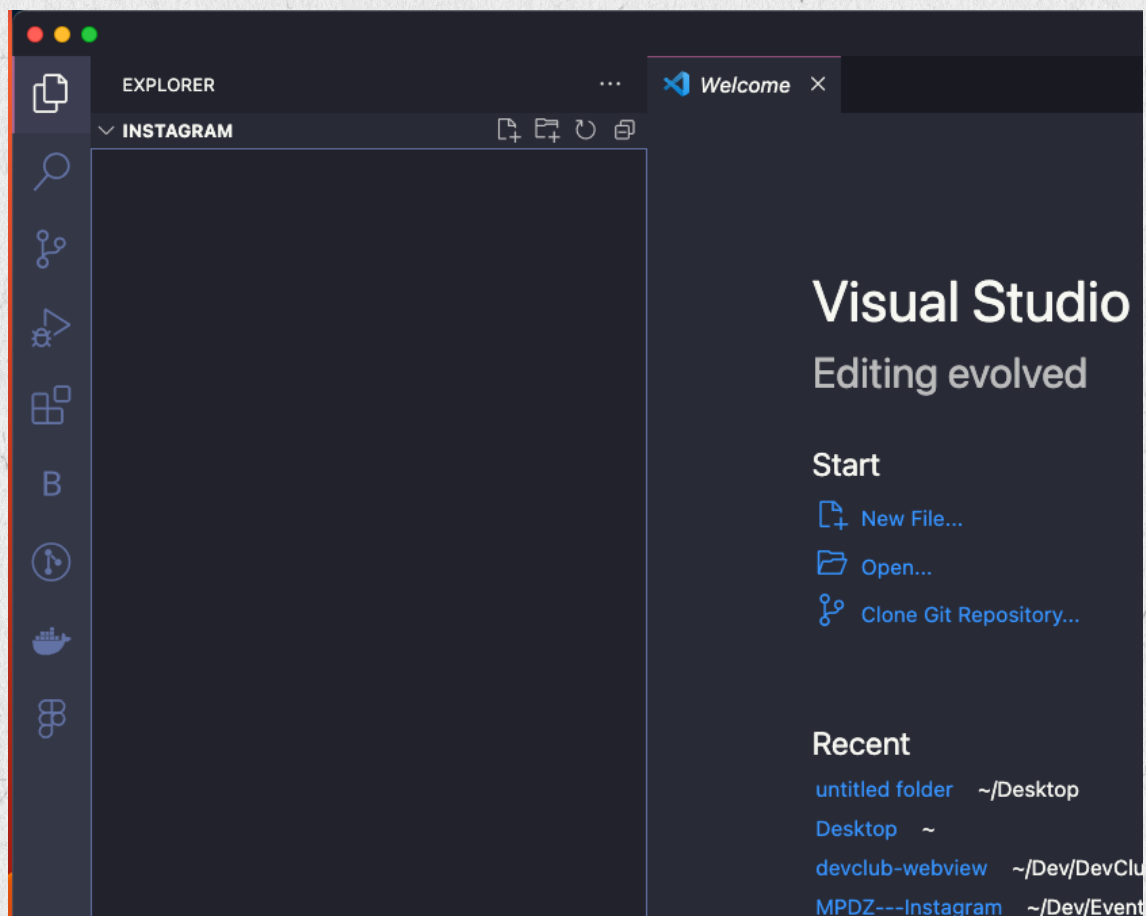 EXPLORER
...
Welcome
INSTAGRAM
B
Visual Studio
Editing evolved
Start
New File...
Open...
Clone Git Repository...
Recent
untitled folder ~/Desktop
Desktop ~
devclub-webview ~/Dev/DevClu
MPDZ---Instagram ~/Dev/Event